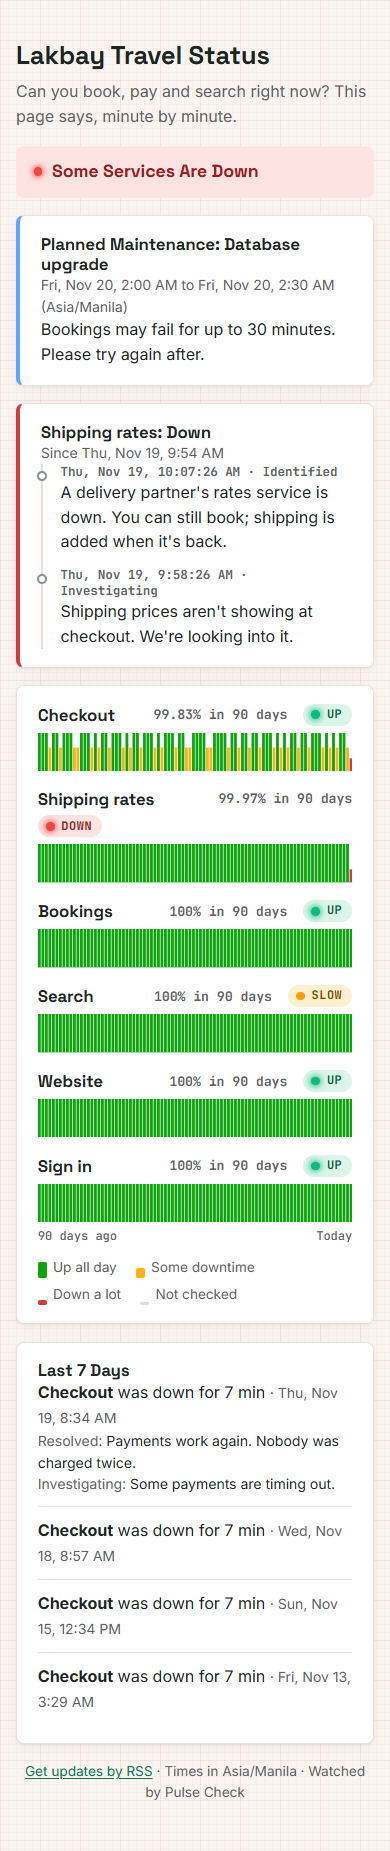 Lakbay Travel Status
Can you book, pay and search right now? This
page says, minute by minute.
Some Services Are Down
Planned Maintenance: Database
upgrade
Fri, Nov 20, 2:00 AM to Fri, Nov 20, 2:30 AM
(Asia/Manila)
Bookings may fail for up to 30 minutes.
Please try again after.
Shipping rates: Down
Since Thu, Nov 19, 9:54 AM
Thu, Nov 19, 10:07:26 AM · Identified
A delivery partner's rates service is
down. You can still book; shipping is
added when it's back.
Thu, Nov 19, 9:58:26 AM ·
Investigating
Shipping prices aren't showing at
checkout. We're looking into it.
Checkout 99.83% in 90 days UP
Shipping rates 99.97% in 90 days
DOWN
Bookings 100% in 90 days UP
Search 100% in 90 days SLOW
Website 100% in 90 days UP
Sign in 100% in 90 days UP
90 days ago Today
Up all day Some downtime
Down a lot Not checked
Last 7 Days
Checkout was down for 7 min · Thu, Nov
19, 8:34 AM
Resolved: Payments work again. Nobody was
charged twice.
Investigating: Some payments are timing out.
Checkout was down for 7 min · Wed, Nov
18, 8:57 AM
Checkout was down for 7 min · Sun, Nov
15, 12:34 PM
Checkout was down for 7 min · Fri, Nov 13,
3:29 AM
Get updates by RSS · Times in Asia/Manila · Watched
by Pulse Check